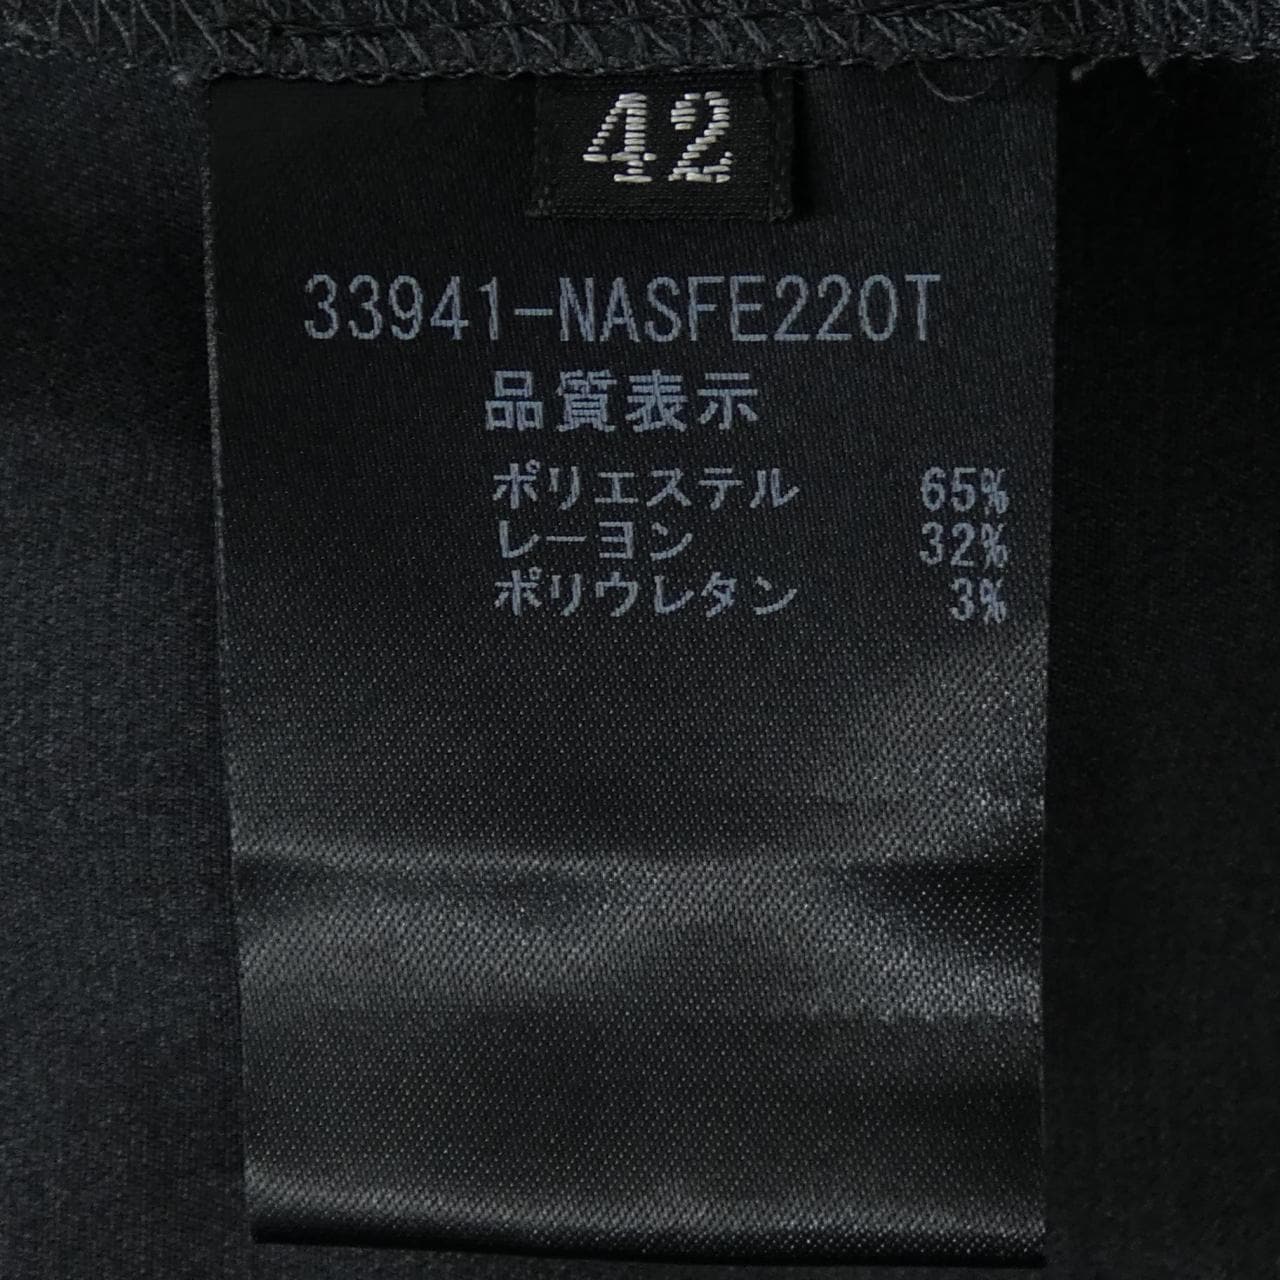 42
33941-NASFE220T
品質表示
ポリエステル 65%
レーヨン 32%
ポリウレタン 3%